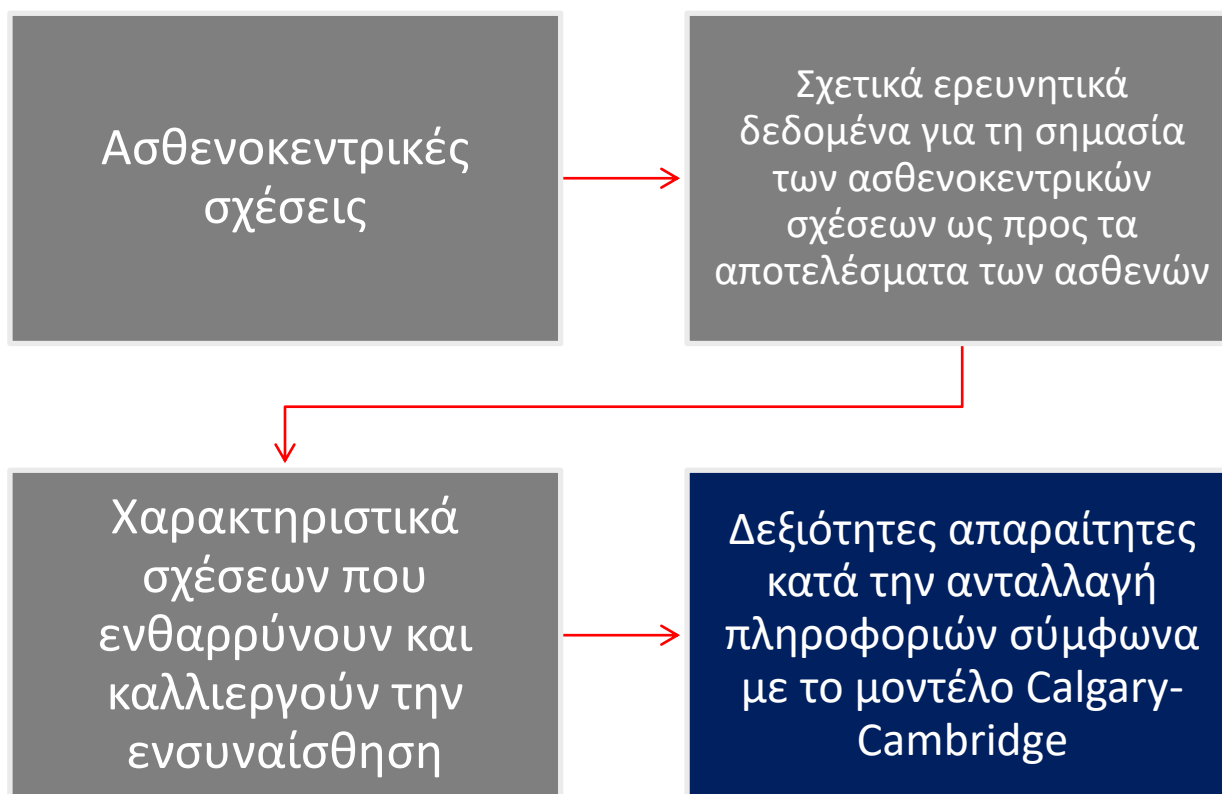 Ασθενοκεντρικές
σχέσεις
Σχετικά ερευνητικά
δεδομένα για τη σημασία
των ασθενοκεντρικών
σχέσεων ως προς τα
αποτελέσματα των ασθενών
Χαρακτηριστικά
σχέσεων που
ενθαρρύνουν και
καλλιεργούν την
ενσυναίσθηση
Δεξιότητες απαραίτητες
κατά την ανταλλαγή
πληροφοριών σύμφωνα
με το μοντέλο Calgary-
Cambridge